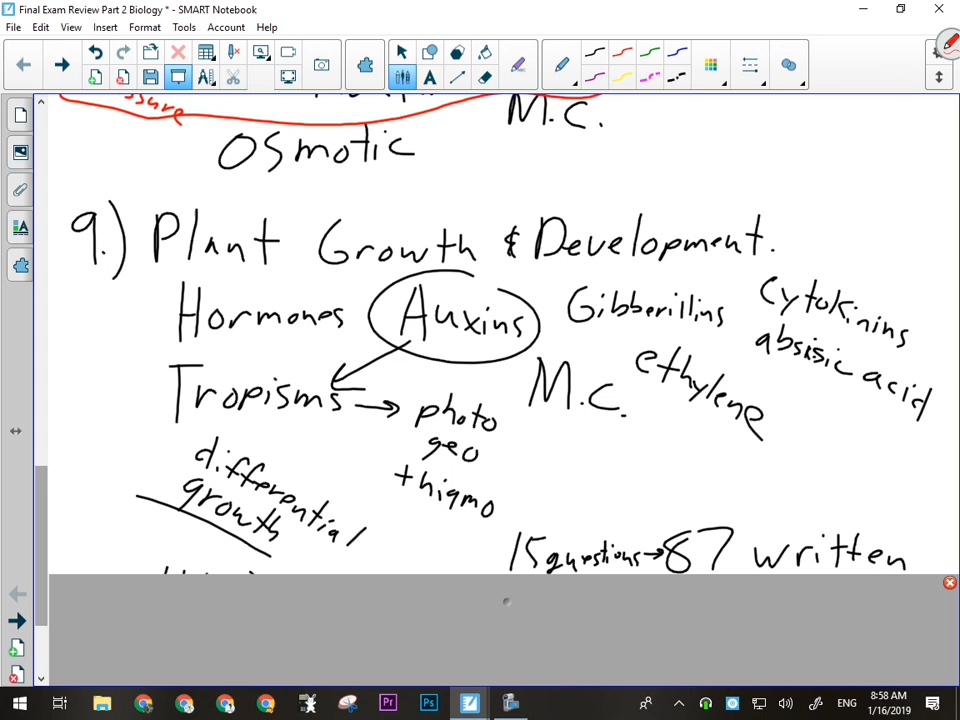 Final Exam Review Part 2 Biology * - SMART Notebook
File Edit View Insert Format Tools Account Help
M.C.
Osmotic
9.) Plant Growth & Development.
Hormones Auxins Gibberillins Cytokinins
absisic acid
ethylene
Tropisms → photo M.C.
geo
thigmo
differential
growth
15 questions → 87 written
ENG
8:58 AM
1/16/2019